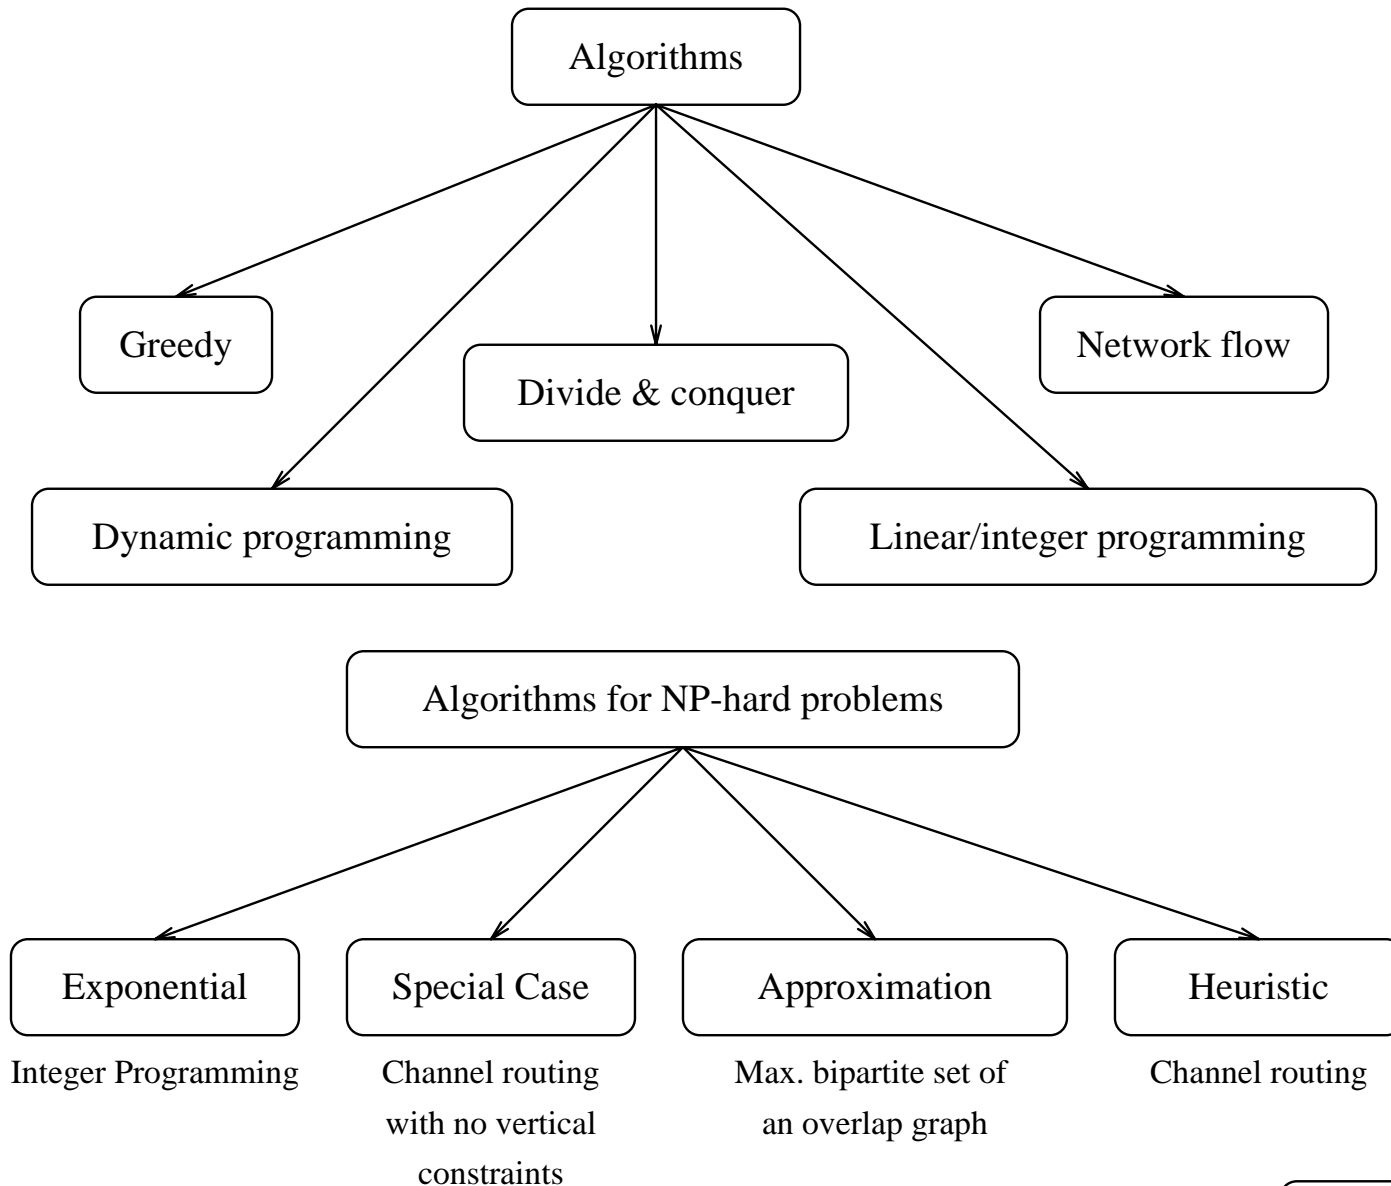 Algorithms
Greedy
Network flow
Divide & conquer
Dynamic programming
Linear/integer programming
Algorithms for NP-hard problems
Exponential
Special Case
Approximation
Heuristic
Integer Programming
Channel routing
with no vertical
constraints
Max. bipartite set of
an overlap graph
Channel routing